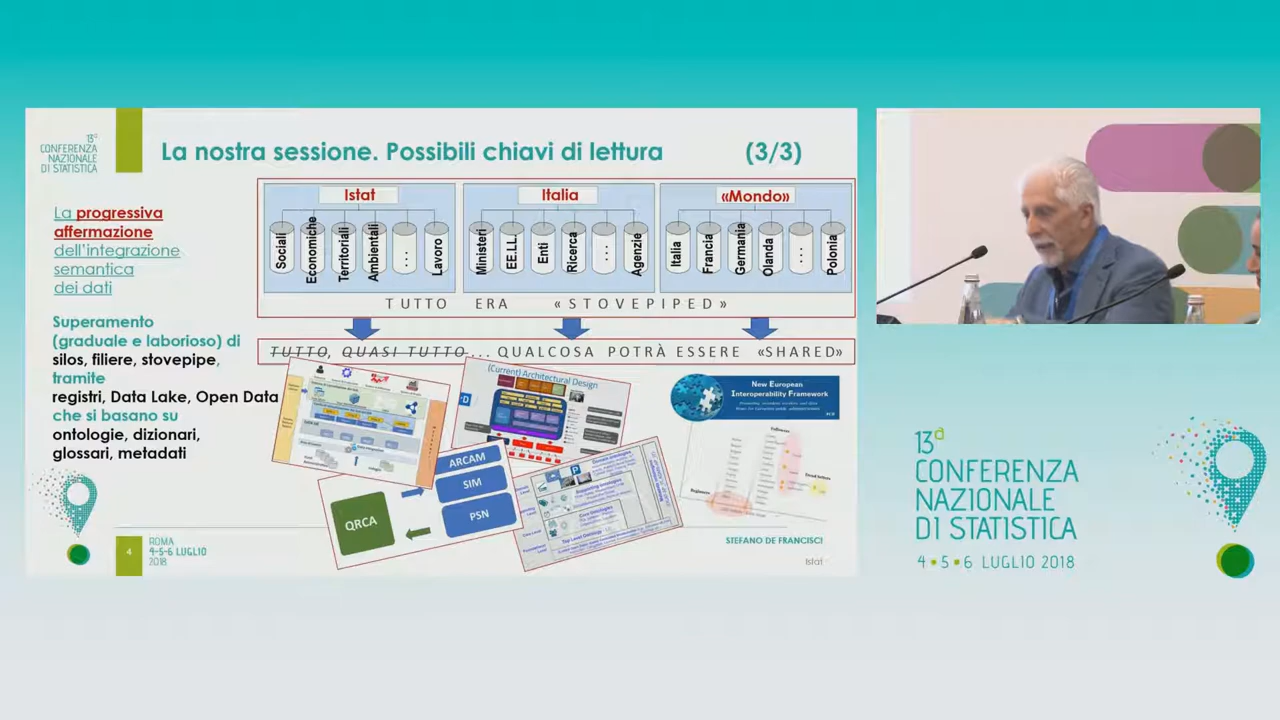 13a
CONFERENZA
NAZIONALE
DI STATISTICA
La nostra sessione. Possibili chiavi di lettura (3/3)
La progressiva
affermazione
dell'integrazione
semantica
dei dati
Superamento
(graduale e laborioso) di
silos, filiere, stovepipe,
tramite
registri, Data Lake, Open Data
che si basano su
ontologie, dizionari,
glossari, metadati
Istat
Sociali
Economiche
Territoriali
Ambientali
...
Lavoro
Italia
Ministeri
EE.LL.
Enti
Ricerca
...
Agenzie
«Mondo»
Italia
Francia
Germania
Olanda
...
Polonia
TUTTO ERA «STOVEPIPED»
TUTTO, QUASI TUTTO... QUALCOSA POTRÀ ESSERE «SHARED»
(Current) Architectural Design
New European
Interoperability Framework
QRCA
ARCAM
SIM
PSN
4
ROMA
4-5-6 LUGLIO
2018
STEFANO DE FRANCISCI
Istat
13a
CONFERENZA
NAZIONALE
DI STATISTICA
4•5•6 LUGLIO 2018